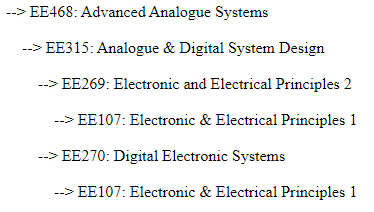 --> EE468: Advanced Analogue Systems
--> EE315: Analogue & Digital System Design
--> EE269: Electronic and Electrical Principles 2
--> EE107: Electronic & Electrical Principles 1
--> EE270: Digital Electronic Systems
--> EE107: Electronic & Electrical Principles 1